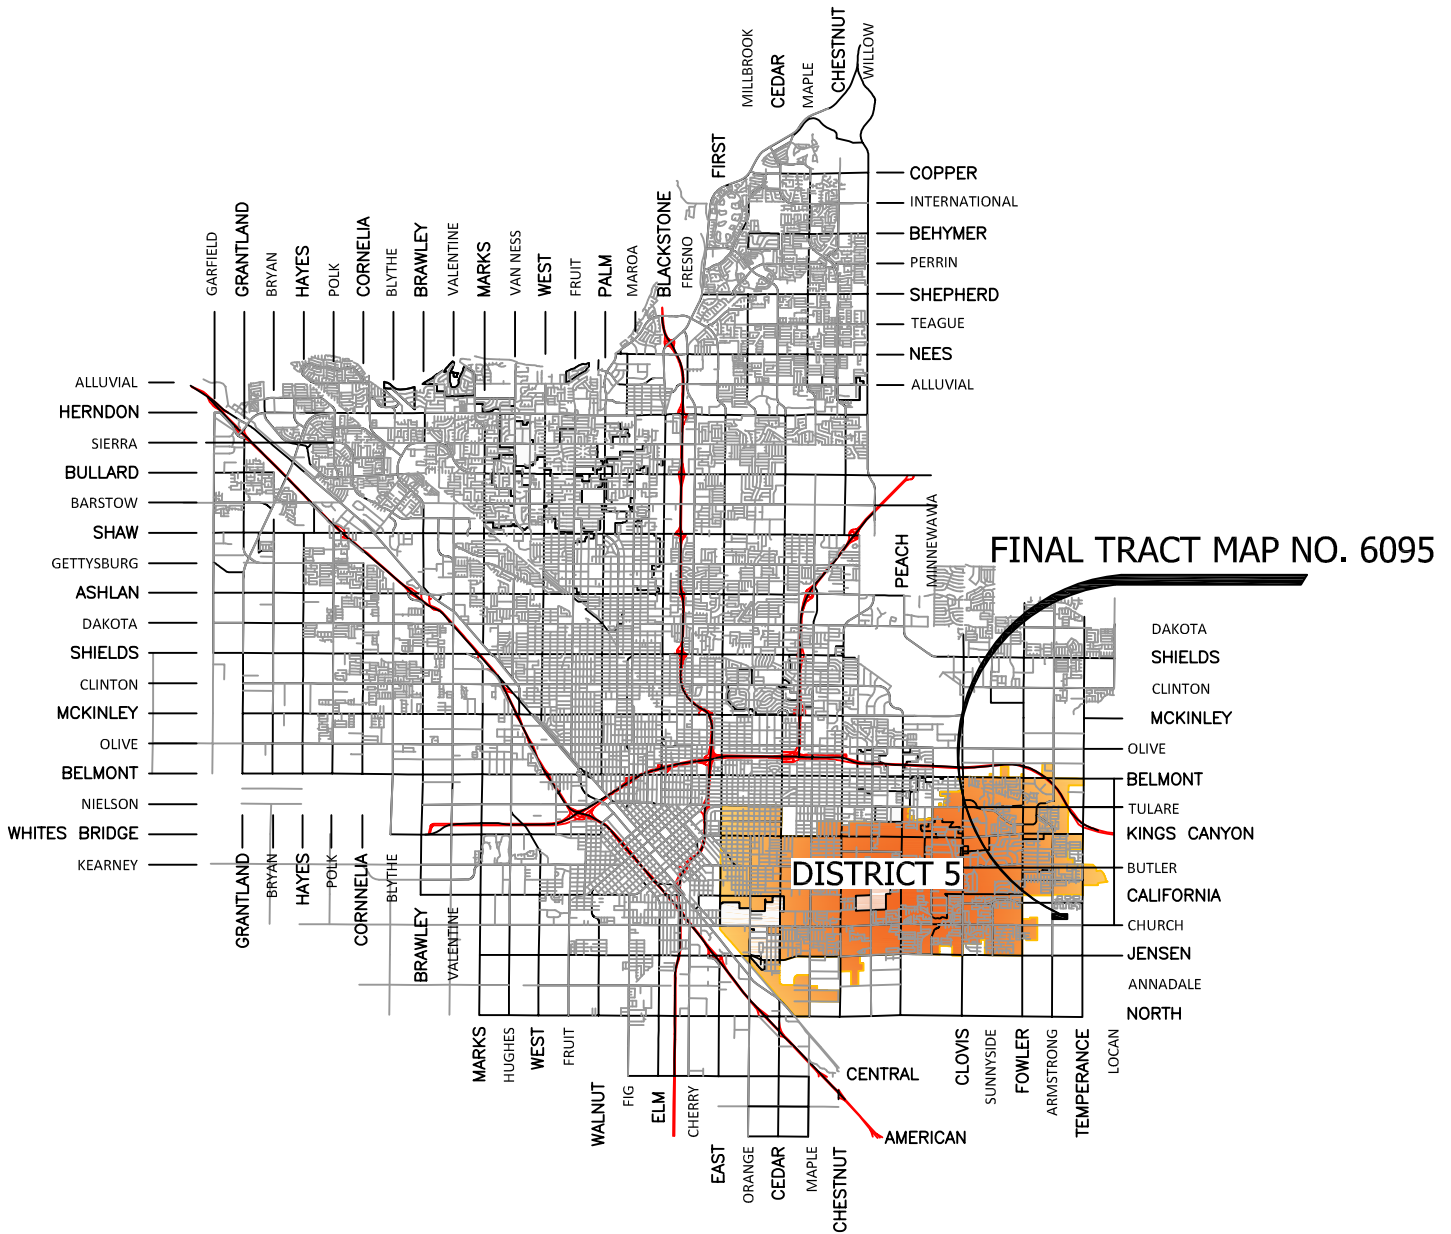 MILLBROOK
CEDAR
MAPLE
CHESTNUT
WILLOW
FIRST
COPPER
INTERNATIONAL
BEHYMER
PERRIN
SHEPHERD
TEAGUE
NEES
ALLUVIAL
GARFIELD
GRANTLAND
BRYAN
HAYES
POLK
CORNELIA
BLYTHE
BRAWLEY
VALENTINE
MARKS
VAN NESS
WEST
FRUIT
PALM
MAROA
BLACKSTONE
FRESNO
ALLUVIAL
HERNDON
SIERRA
BULLARD
BARSTOW
SHAW
GETTYSBURG
ASHLAN
DAKOTA
SHIELDS
CLINTON
MCKINLEY
OLIVE
BELMONT
NIELSON
WHITES BRIDGE
KEARNEY
PEACH
MINNEWAWA
FINAL TRACT MAP NO. 6095
DAKOTA
SHIELDS
CLINTON
MCKINLEY
OLIVE
BELMONT
TULARE
KINGS CANYON
BUTLER
CALIFORNIA
CHURCH
JENSEN
ANNADALE
NORTH
DISTRICT 5
GRANTLAND
BRYAN
HAYES
POLK
CORNNELIA
BLYTHE
BRAWLEY
VALENTINE
MARKS
HUGHES
WEST
FRUIT
WALNUT
FIG
ELM
CHERRY
EAST
ORANGE
CEDAR
MAPLE
CHESTNUT
CENTRAL
AMERICAN
CLOVIS
SUNNYSIDE
FOWLER
ARMSTRONG
TEMPERANCE
LOCAN